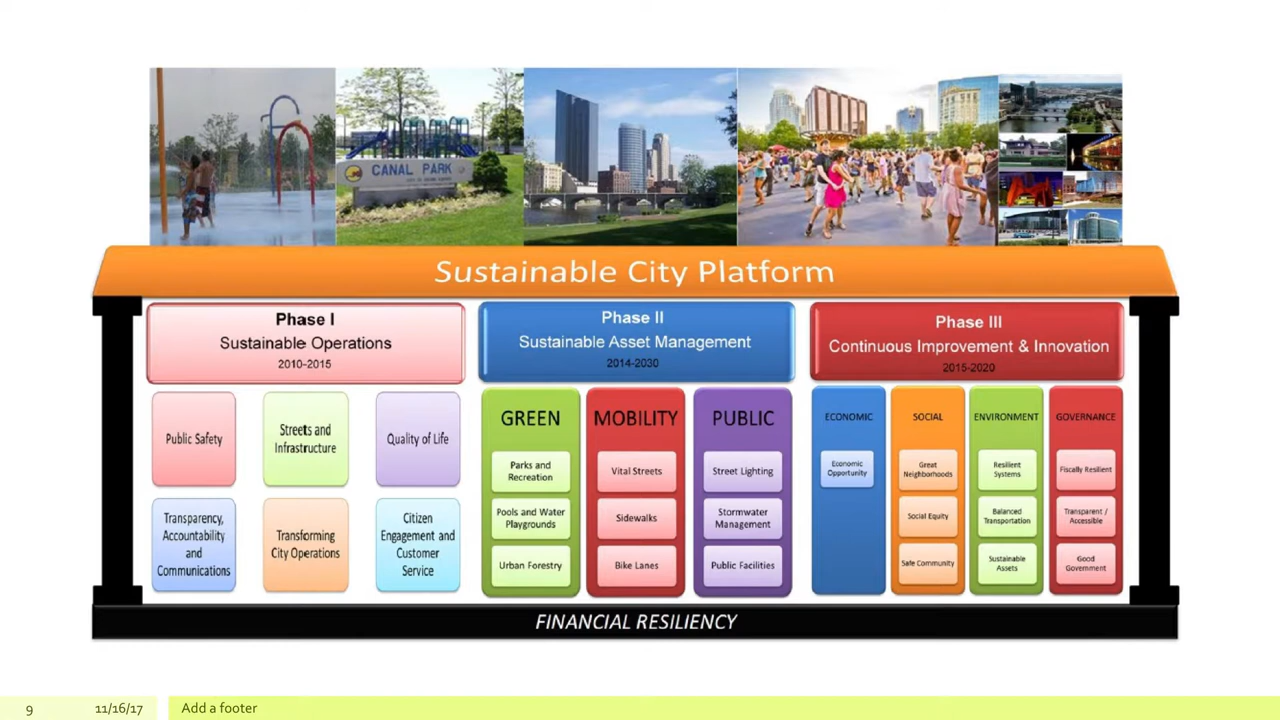 CANAL PARK
Sustainable City Platform
Phase I
Sustainable Operations
2010-2015
Public Safety
Streets and
Infrastructure
Quality of Life
Transparency,
Accountability
and
Communications
Transforming
City Operations
Citizen
Engagement and
Customer
Service
Phase II
Sustainable Asset Management
2014-2030
GREEN
Parks and
Recreation
Pools and Water
Playgrounds
Urban Forestry
MOBILITY
Vital Streets
Sidewalks
Bike Lanes
PUBLIC
Street Lighting
Stormwater
Management
Public Facilities
Phase III
Continuous Improvement & Innovation
2015-2020
ECONOMIC
Economic
Opportunity
SOCIAL
Great
Neighborhoods
Social Equity
Safe Community
ENVIRONMENT
Resilient
Systems
Balanced
Transportation
Sustainable
Assets
GOVERNANCE
Fiscally Resilient
Transparent /
Accessible
Good
Government
FINANCIAL RESILIENCY
9
11/16/17
Add a footer